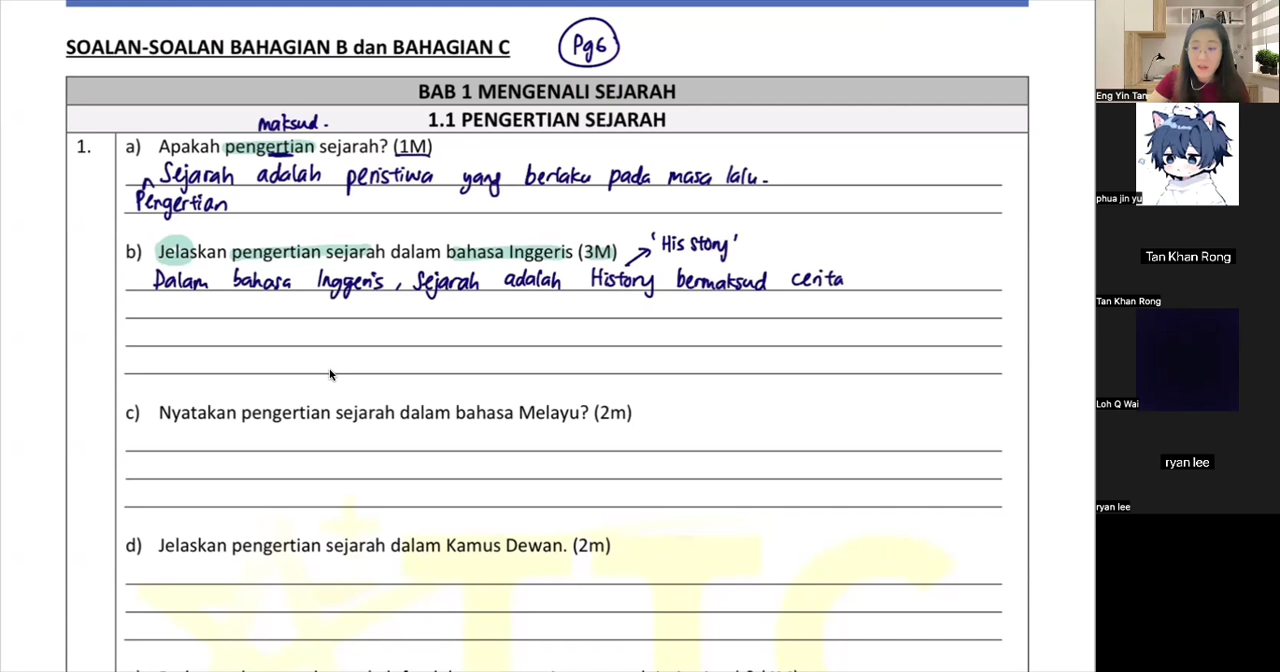 SOALAN-SOALAN BAHAGIAN B dan BAHAGIAN C
Pg6
BAB 1 MENGENALI SEJARAH
maksud.
1.1 PENGERTIAN SEJARAH
1.
a) Apakah pengertian sejarah? (1M)
Sejarah adalah peristiwa yang berlaku pada masa lalu.
Pengertian
b) Jelaskan pengertian sejarah dalam bahasa Inggeris (3M)
'His story'
Dalam bahasa Inggeris, Sejarah adalah History bermaksud cerita
c) Nyatakan pengertian sejarah dalam bahasa Melayu? (2m)
d) Jelaskan pengertian sejarah dalam Kamus Dewan. (2m)
TTC
Eng Yin Tan
phua jin yu
Tan Khan Rong
Tan Khan Rong
Loh Q Wai
ryan lee
ryan lee